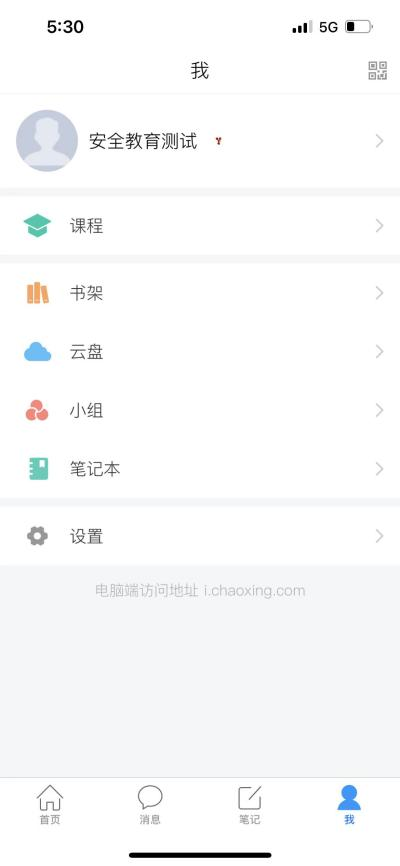 5:30
5G
我
安全教育测试
课程
书架
云盘
小组
笔记本
设置
电脑端访问地址 i.chaoxing.com
首页
消息
笔记
我